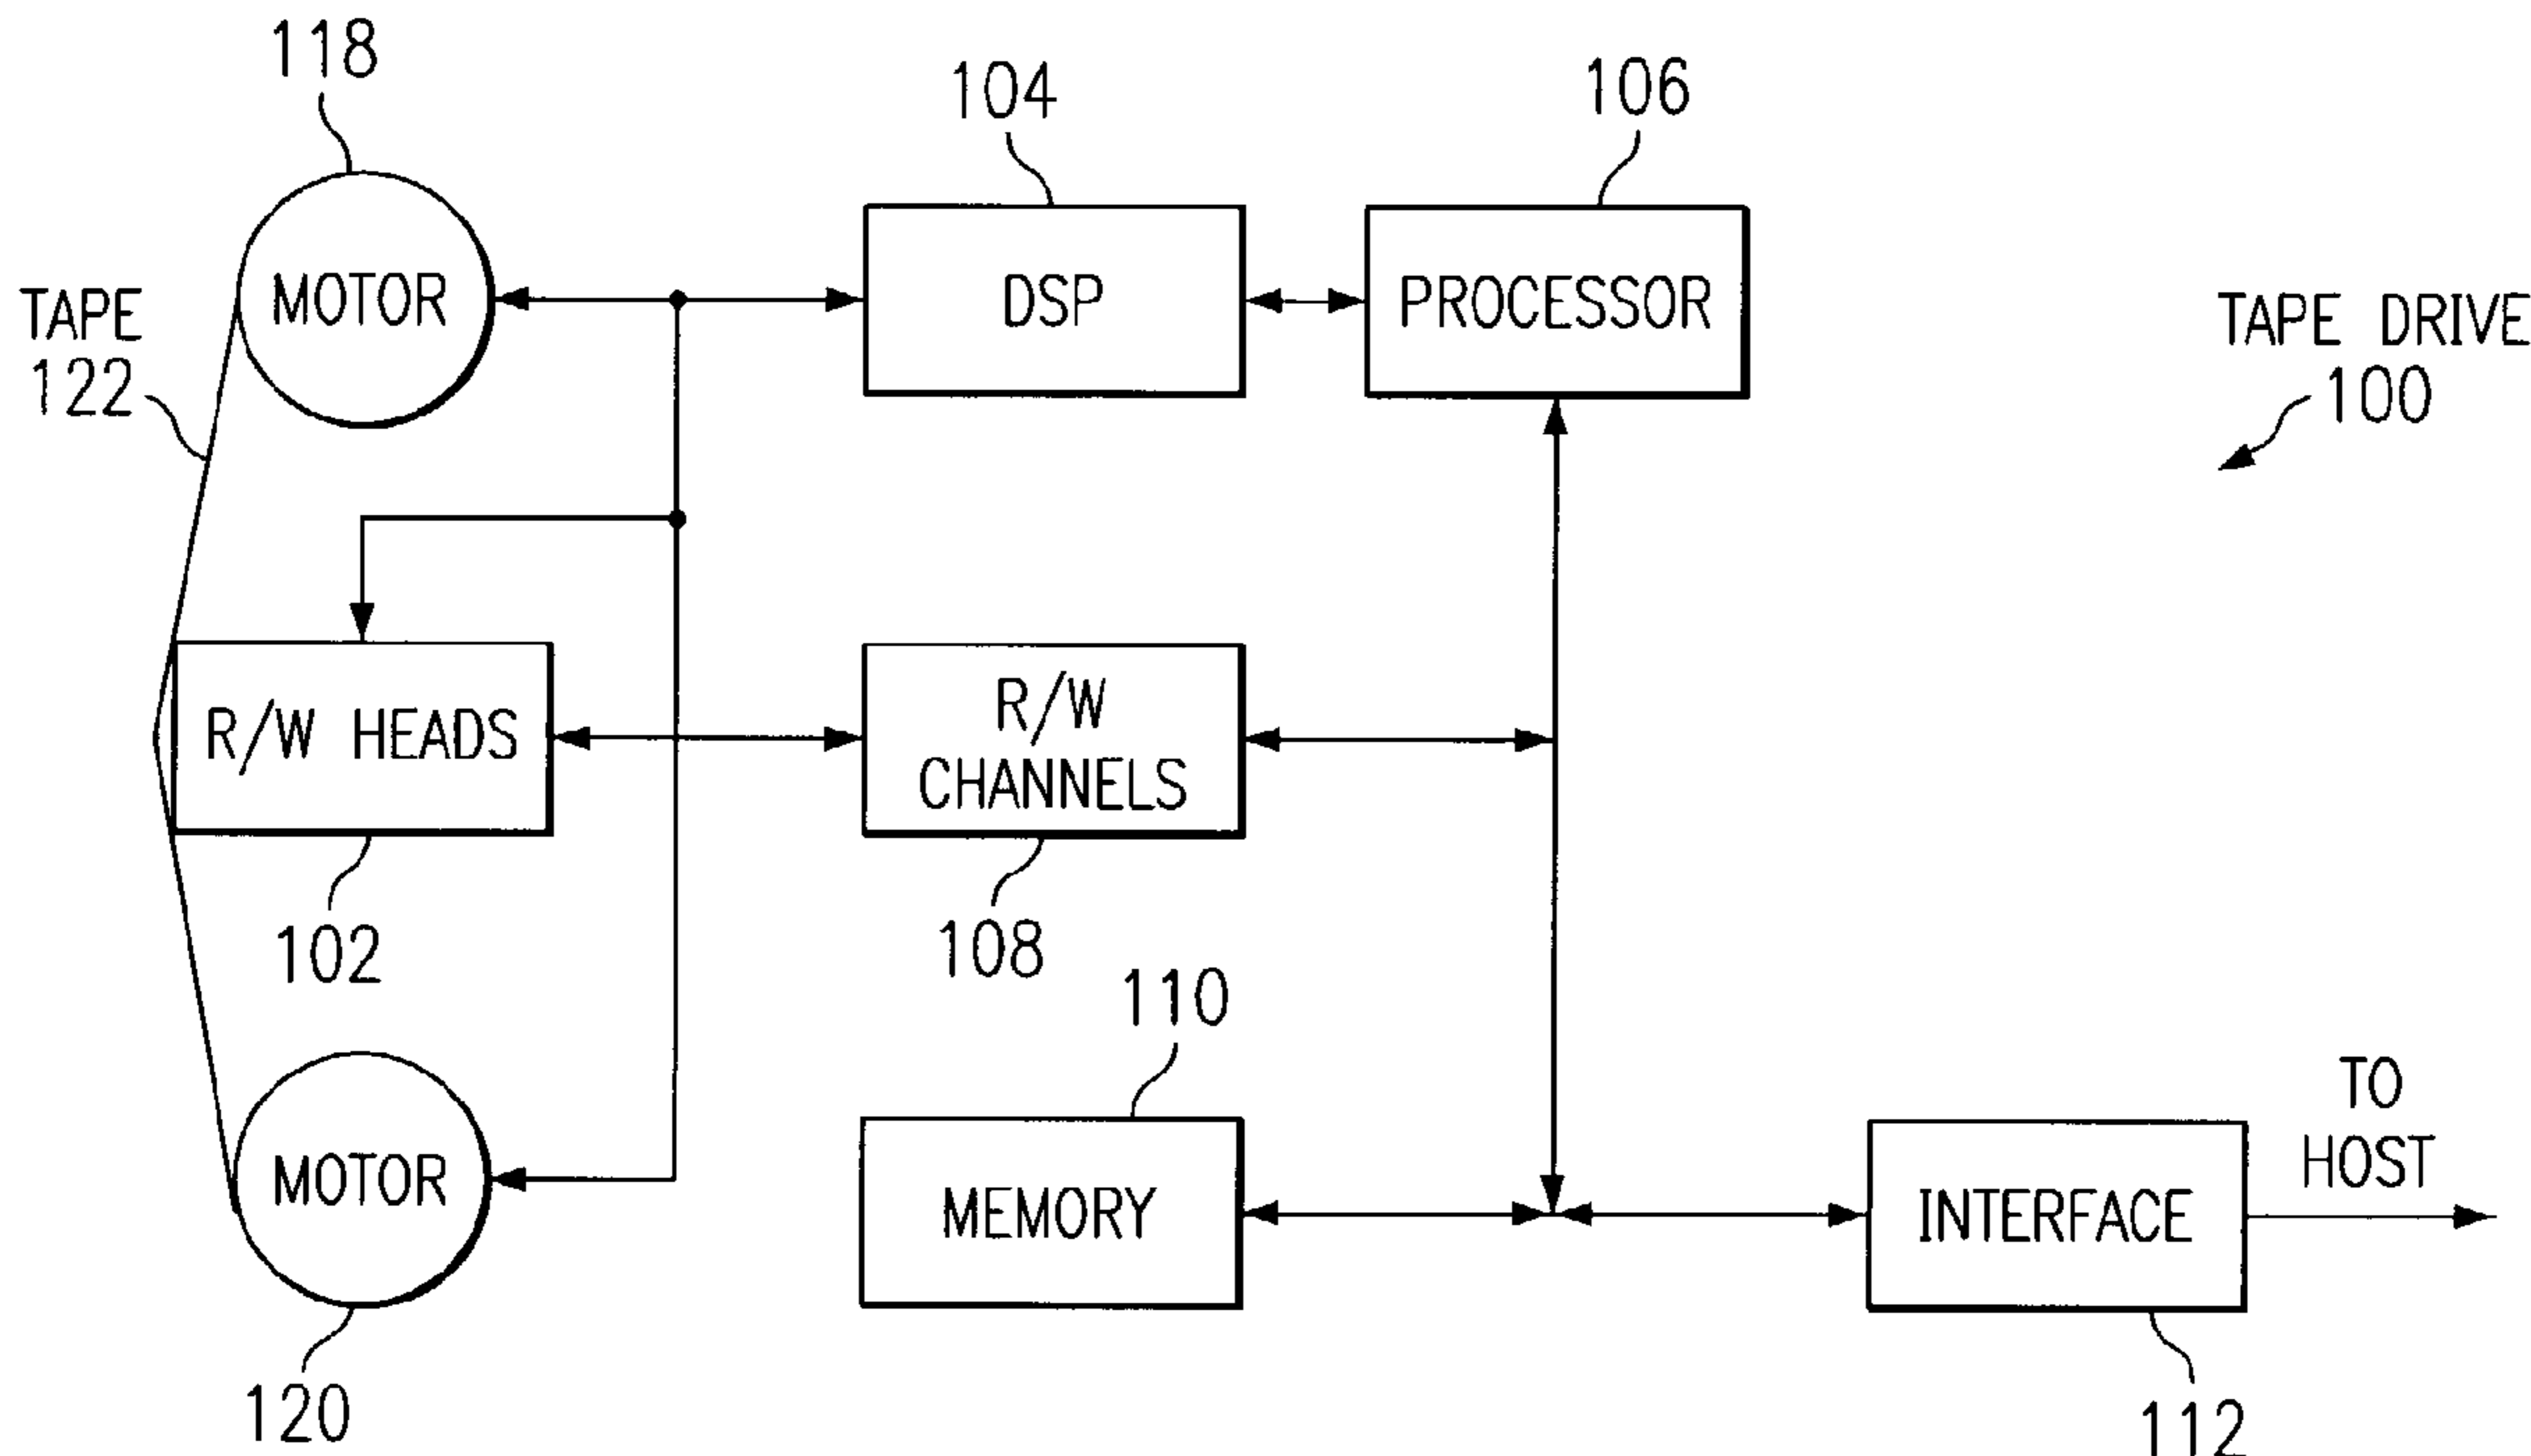 118
104
106
MOTOR
DSP
PROCESSOR
TAPE
122
TAPE DRIVE
100
R/W HEADS
R/W
CHANNELS
102
108
110
MOTOR
MEMORY
INTERFACE
TO
HOST
120
112